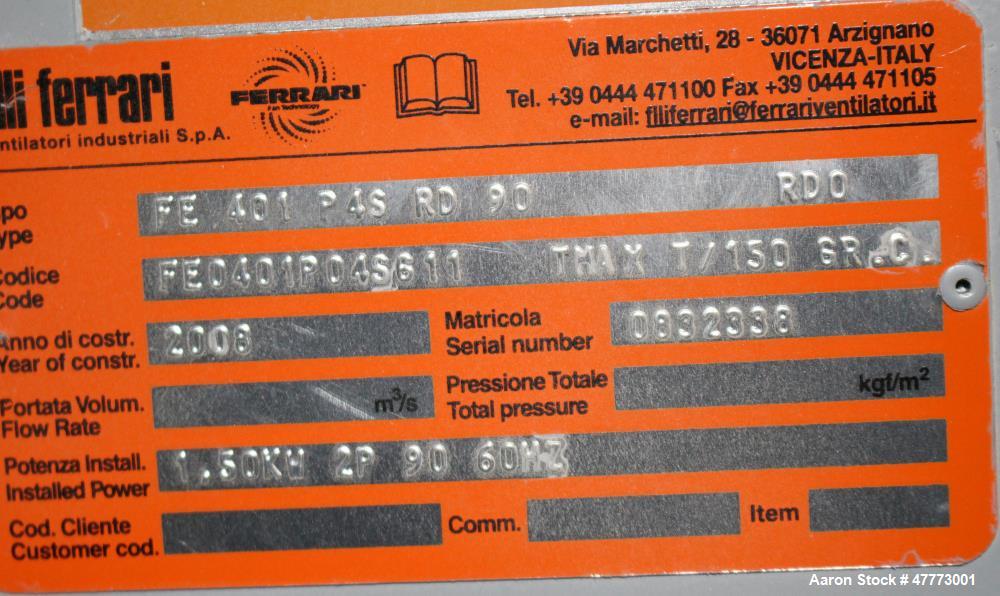 Via Marchetti, 28 - 36071 Arzignano
VICENZA-ITALY
Tel. +39 0444 471100 Fax +39 0444 471105
e-mail: flliferrari@ferrariventilatori.it
lli ferrari
ntilatori industriali S.p.A.
FERRARI
Fan Technology
po
ype
FE 401 P4S RD 90 RD0
Codice
Code
FE0401P04S611 TMAX T/150 GR.C.
Anno di costr.
Year of constr.
2008
Matricola
Serial number
0832338
Portata Volum.
Flow Rate
m³/s
Pressione Totale
Total pressure
kgf/m²
Potenza Install.
Installed Power
1.50KW 2P 90 60HZ
Cod. Cliente
Customer cod.
Comm.
Item
Aaron Stock # 47773001